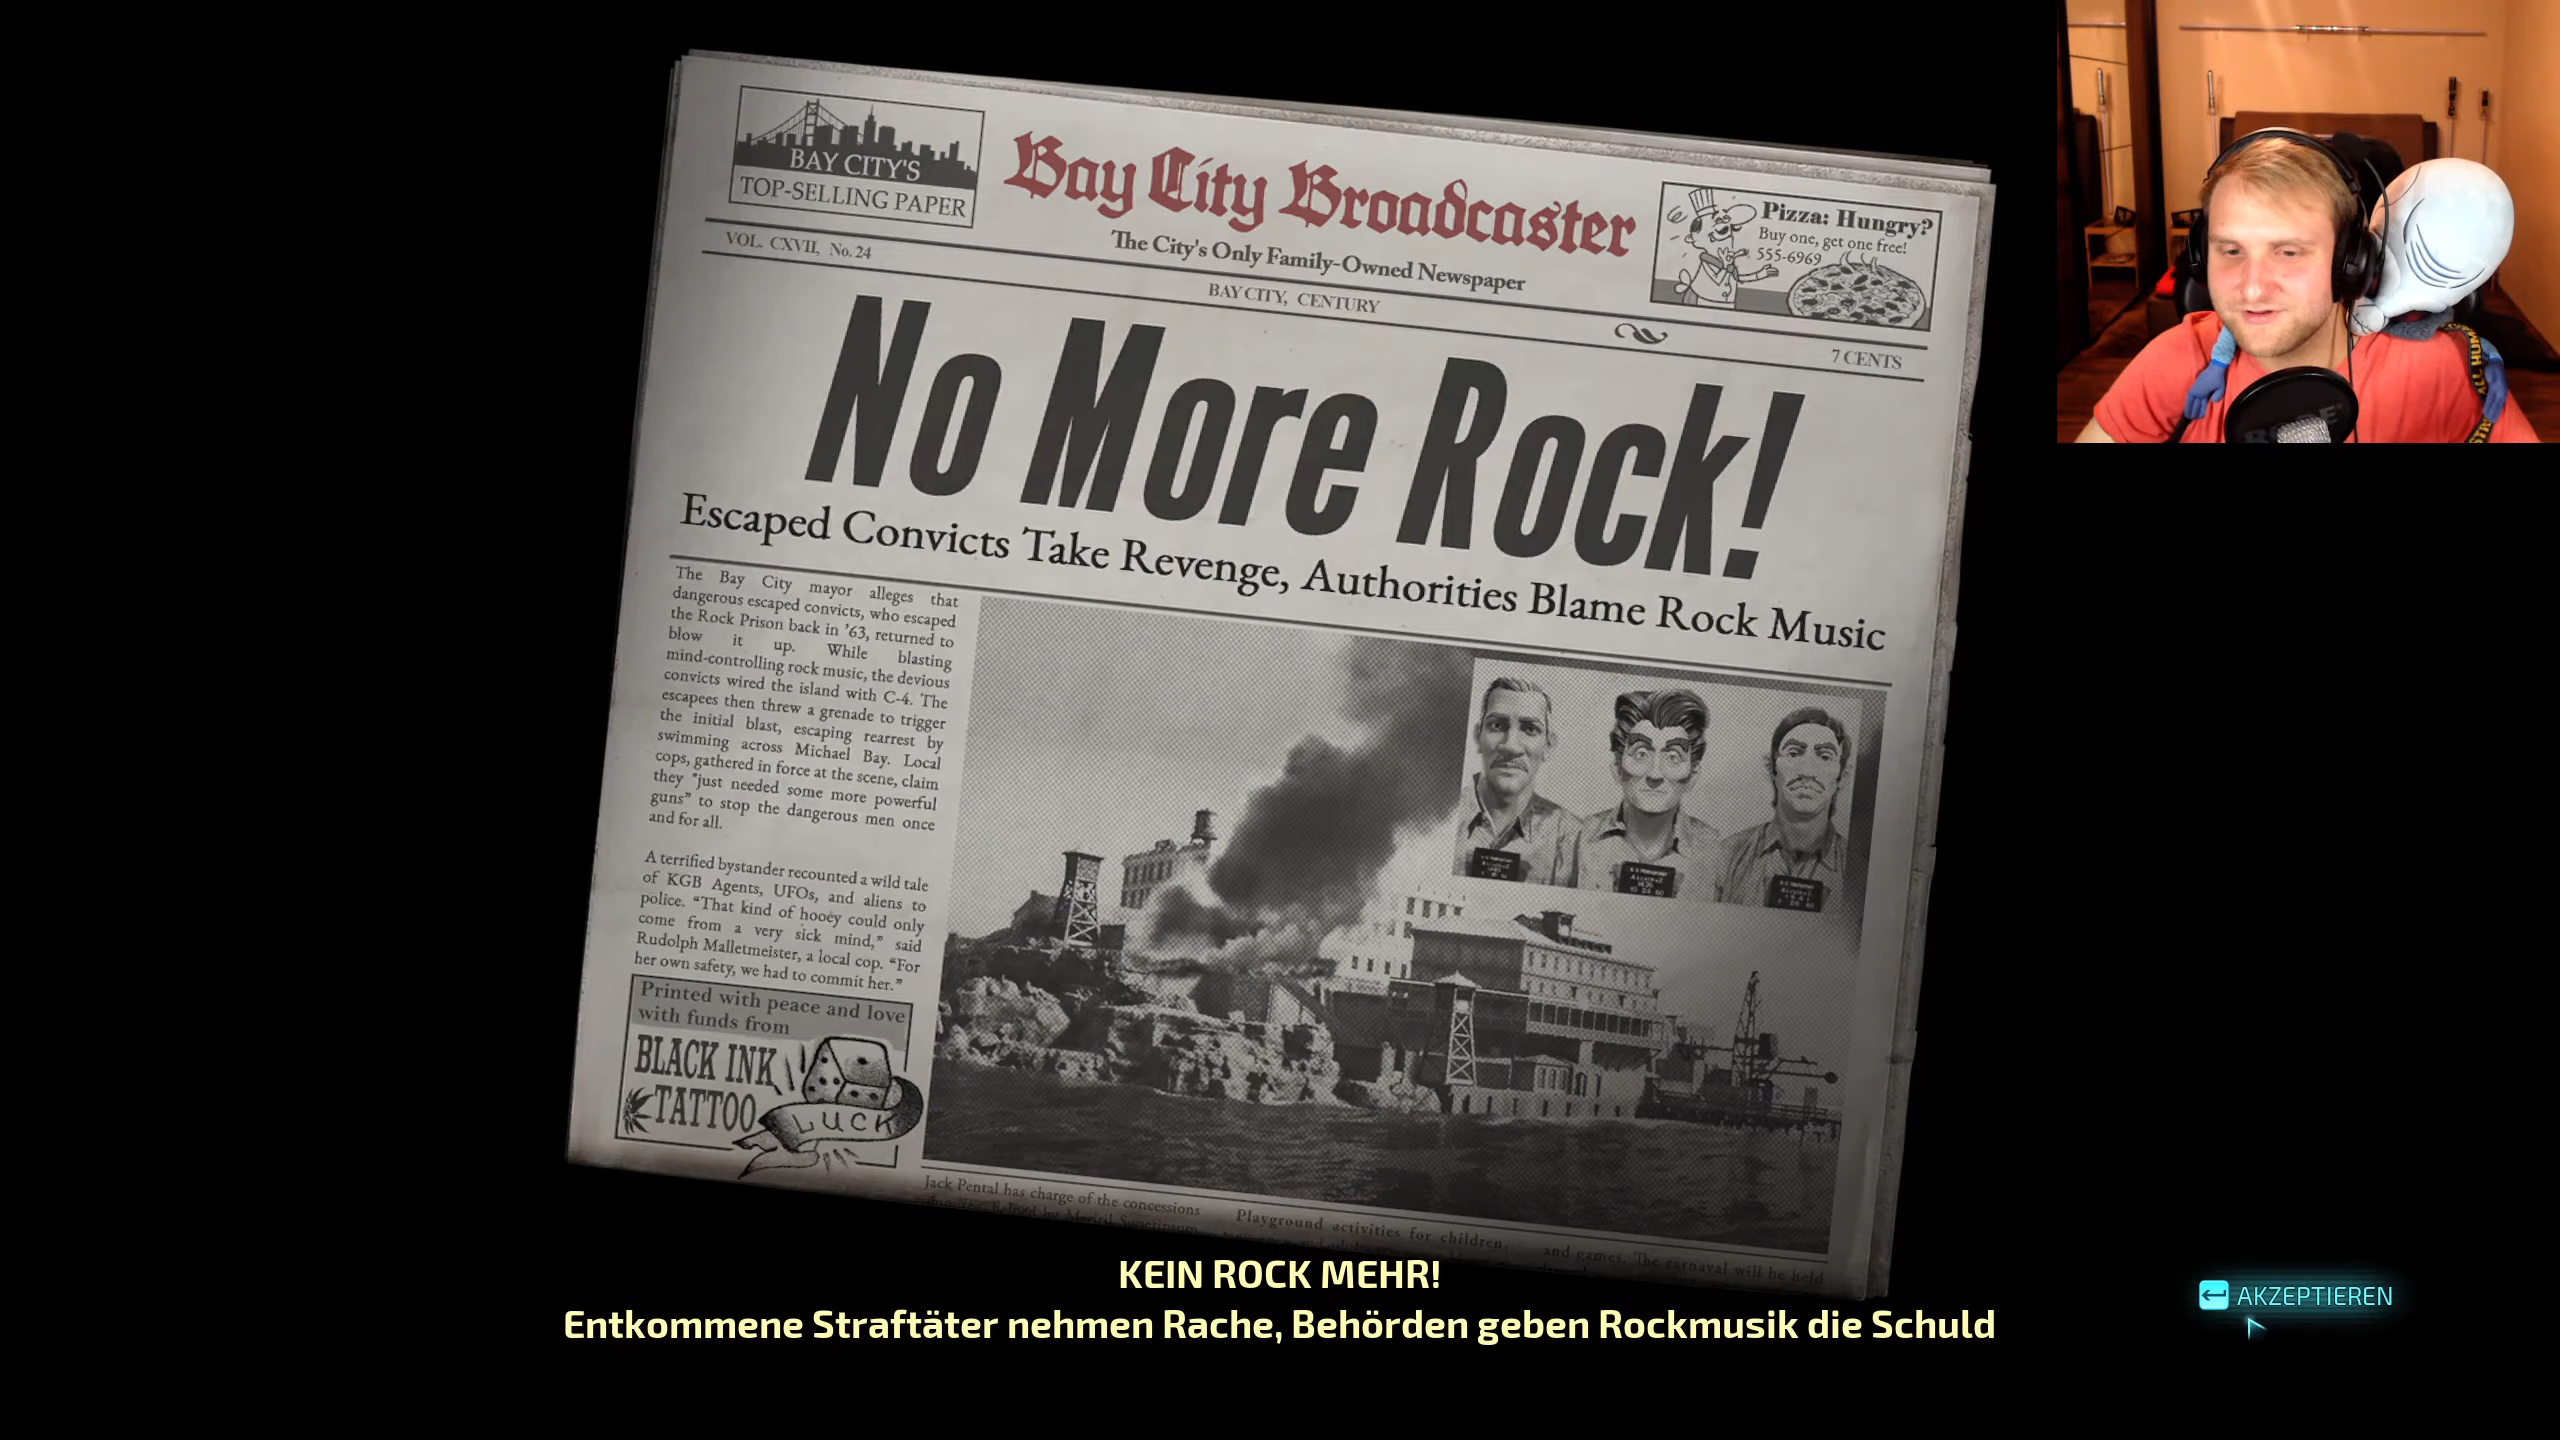 BAY CITY'S
TOP-SELLING PAPER
Bay City Broadcaster
The City's Only Family-Owned Newspaper
Pizza: Hungry?
Buy one, get one free!
555-6969
VOL. CXVII, No. 24
BAY CITY, CENTURY
7 CENTS
No More Rock!
Escaped Convicts Take Revenge, Authorities Blame Rock Music
The Bay City mayor alleges that
dangerous escaped convicts, who escaped
the Rock Prison back in '63, returned to
blow it up. While blasting
mind-controlling rock music, the devious
convicts wired the island with C-4. The
escapees then threw a grenade to trigger
the initial blast, escaping rearrest by
swimming across Michael Bay. Local
cops, gathered in force at the scene, claim
they "just needed some more powerful
guns" to stop the dangerous men once
and for all.
A terrified bystander recounted a wild tale
of KGB Agents, UFOs, and aliens to
police. "That kind of hooey could only
come from a very sick mind," said
Rudolph Malletmeister, a local cop. "For
her own safety, we had to commit her."
Printed with peace and love
with funds from
BLACK INK
TATTOO
LUCK
Jack Pental has charge of the concessions
Playground activities for children,
and games. The carnaval will be held
KEIN ROCK MEHR!
Entkommene Straftäter nehmen Rache, Behörden geben Rockmusik die Schuld
AKZEPTIEREN